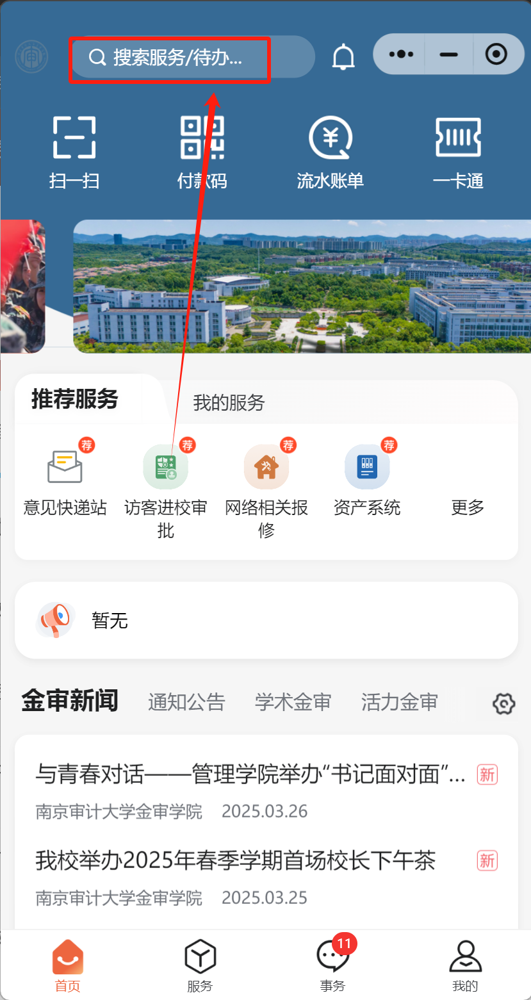 搜索服务/待办...
扫一扫
付款码
流水账单
一卡通
推荐服务
我的服务
荐
荐
荐
荐
意见快递站
访客进校审
批
网络相关报
修
资产系统
更多
暂无
金审新闻
通知公告
学术金审
活力金审
与青春对话——管理学院举办“书记面对面”...
新
南京审计大学金审学院
2025.03.26
我校举办2025年春季学期首场校长下午茶
新
南京审计大学金审学院
2025.03.25
11
首页
服务
事务
我的